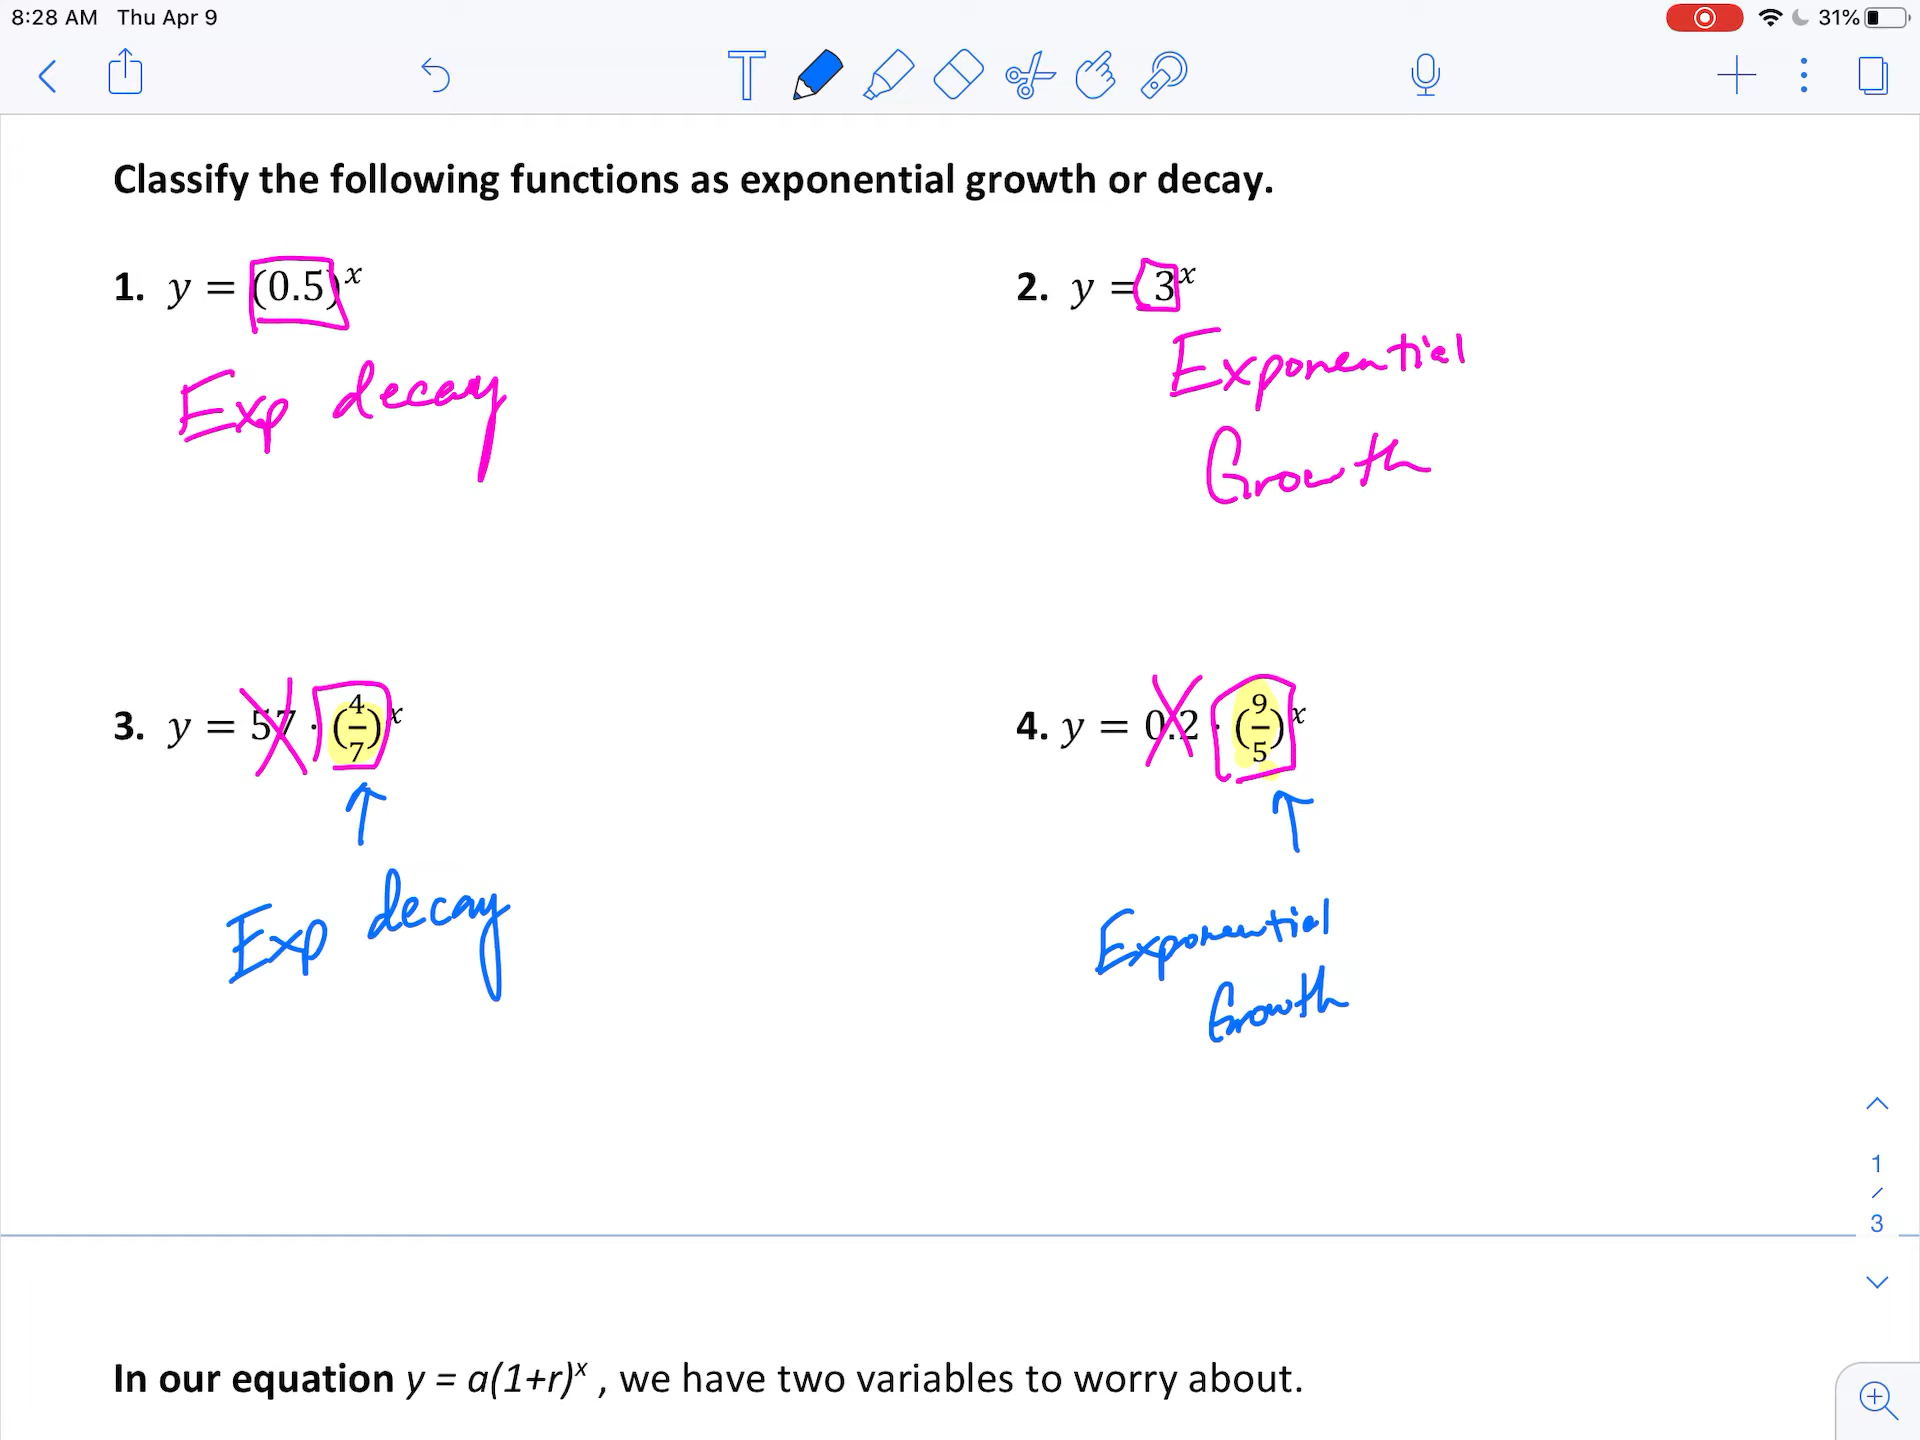 8:28 AM Thu Apr 9 31%
Classify the following functions as exponential growth or decay.
1. y = (0.5)^x
2. y = 3^x
Exp decay
Exponential
Growth
3. y = 57 · (4/7)^x
4. y = 0.2 · (9/5)^x
Exp decay
Exponential
Growth
1
/
3
In our equation y = a(1+r)^x , we have two variables to worry about.